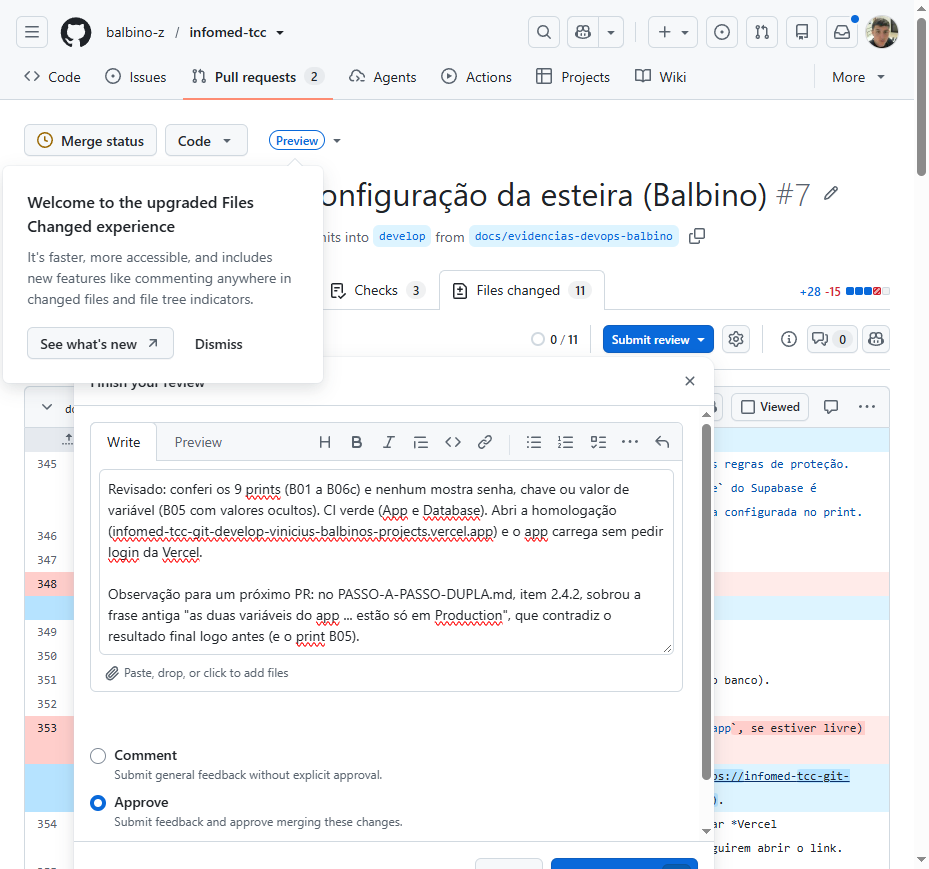 balbino-z / infomed-tcc
Code
Issues
Pull requests 2
Agents
Actions
Projects
Wiki
More
Merge status
Code
Preview
onfiguração da esteira (Balbino) #7
Welcome to the upgraded Files
Changed experience
It's faster, more accessible, and includes
new features like commenting anywhere in
changed files and file tree indicators.
See what's new
Dismiss
into develop from docs/evidencias-devops-balbino
Checks 3
Files changed 11
+28 -15
0 / 11
Submit review
0
Finish your review
Viewed
Write
Preview
Revisado: conferi os 9 prints (B01 a B06c) e nenhum mostra senha, chave ou valor de
variável (B05 com valores ocultos). CI verde (App e Database). Abri a homologação
(infomed-tcc-git-develop-vinicius-balbinos-projects.vercel.app) e o app carrega sem pedir
login da Vercel.
Observação para um próximo PR: no PASSO-A-PASSO-DUPLA.md, item 2.4.2, sobrou a
frase antiga "as duas variáveis do app ... estão só em Production", que contradiz o
resultado final logo antes (e o print B05).
Paste, drop, or click to add files
Comment
Submit general feedback without explicit approval.
Approve
Submit feedback and approve merging these changes.
345
s regras de proteção.
e` do Supabase é
a configurada no print.
346
347
348
349
350
351
o banco).
352
353
app`, se estiver livre)
ps://infomed-tcc-git-
).
354
ar *Vercel
guirem abrir o link.